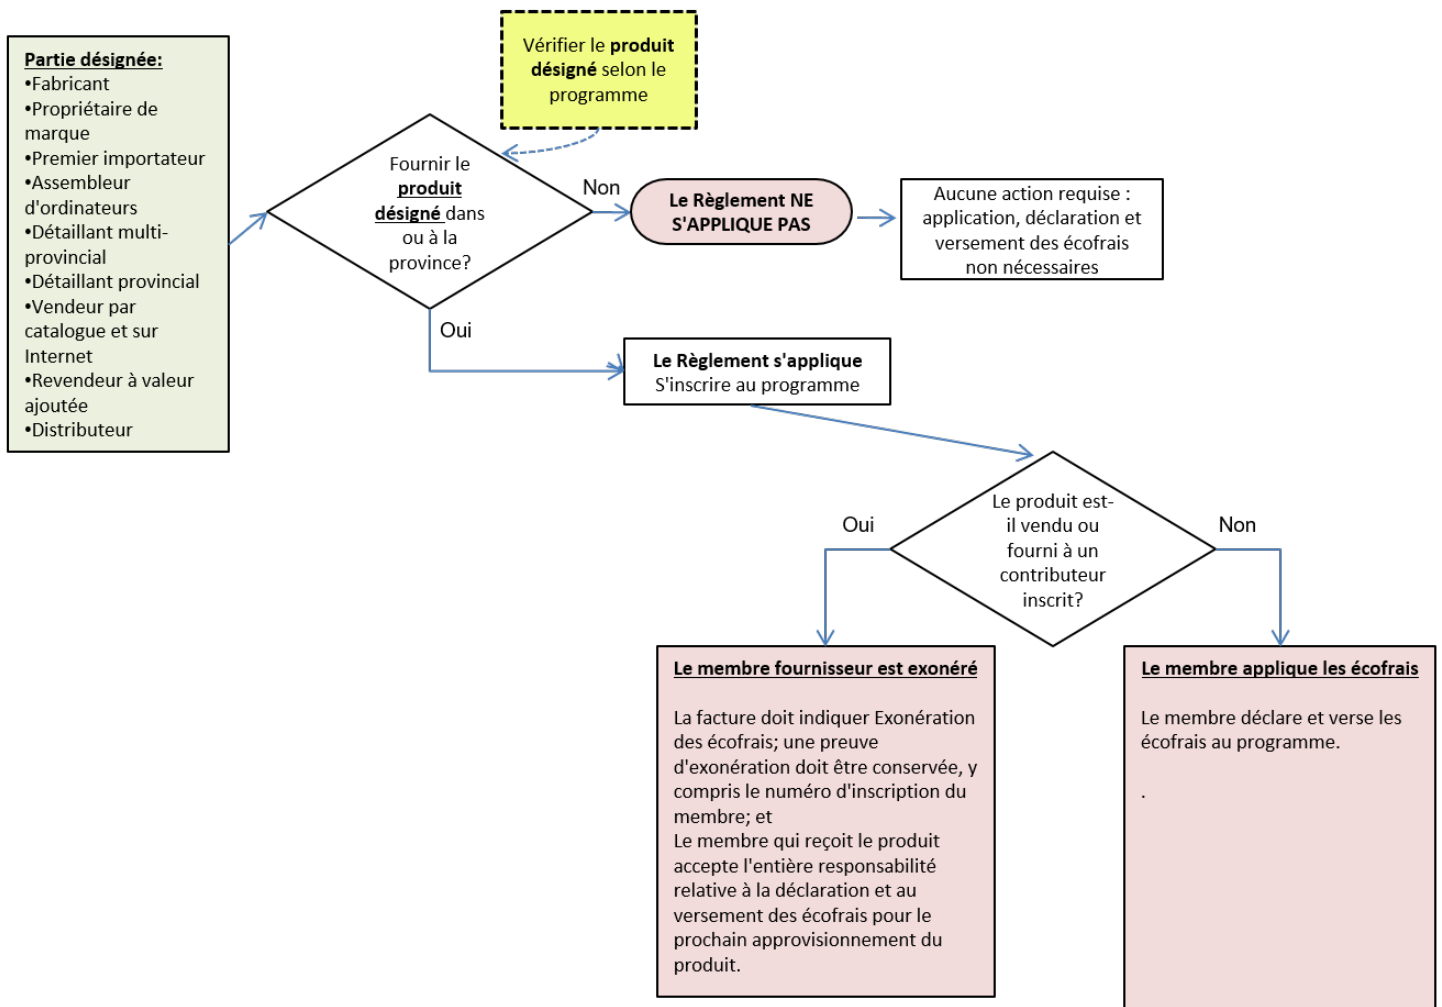 Partie désignée:
•Fabricant
•Propriétaire de
marque
•Premier importateur
•Assembleur
d'ordinateurs
•Détaillant multi-
provincial
•Détaillant provincial
•Vendeur par
catalogue et sur
Internet
•Revendeur à valeur
ajoutée
•Distributeur
Vérifier le produit
désigné selon le
programme
Fournir le
produit
désigné dans
ou à la
province?
Non
Le Règlement NE
S'APPLIQUE PAS
Aucune action requise :
application, déclaration et
versement des écofrais
non nécessaires
Oui
Le Règlement s'applique
S'inscrire au programme
Le produit est-
il vendu ou
fourni à un
contributeur
inscrit?
Oui
Non
Le membre fournisseur est exonéré
La facture doit indiquer Exonération
des écofrais; une preuve
d'exonération doit être conservée, y
compris le numéro d'inscription du
membre; et
Le membre qui reçoit le produit
accepte l'entière responsabilité
relative à la déclaration et au
versement des écofrais pour le
prochain approvisionnement du
produit.
Le membre applique les écofrais
Le membre déclare et verse les
écofrais au programme.
.